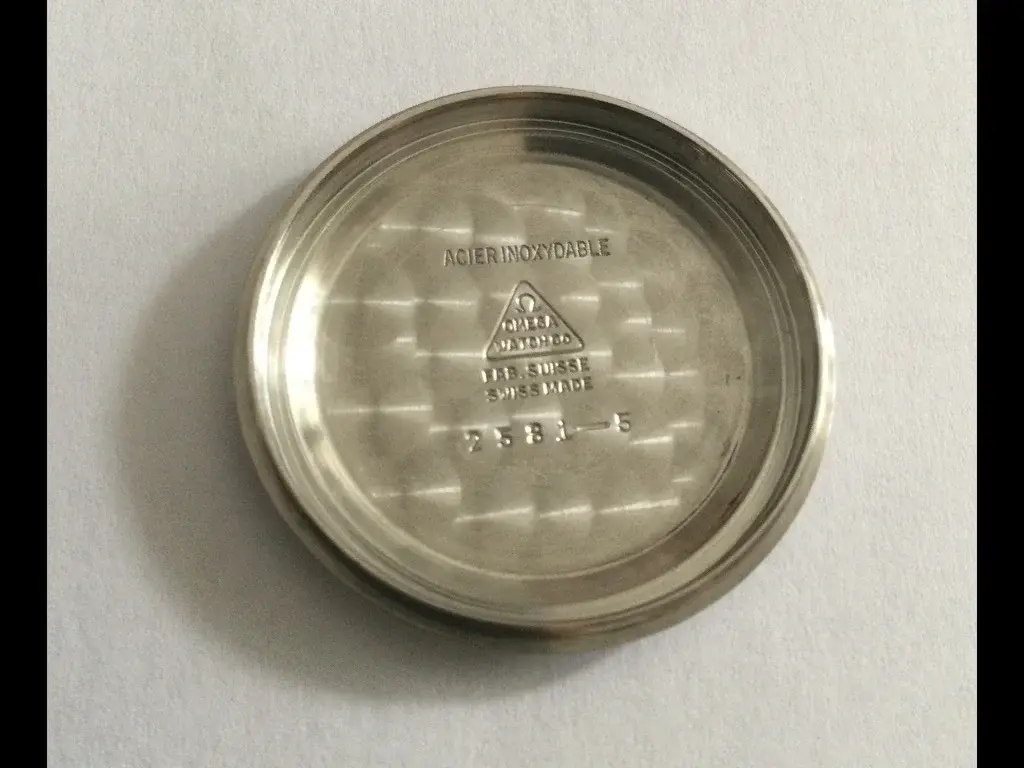 ACIER INOXYDABLE
Ω
OMEGA
WATCH CO
FAB. SUISSE
SWISS MADE
2581-5